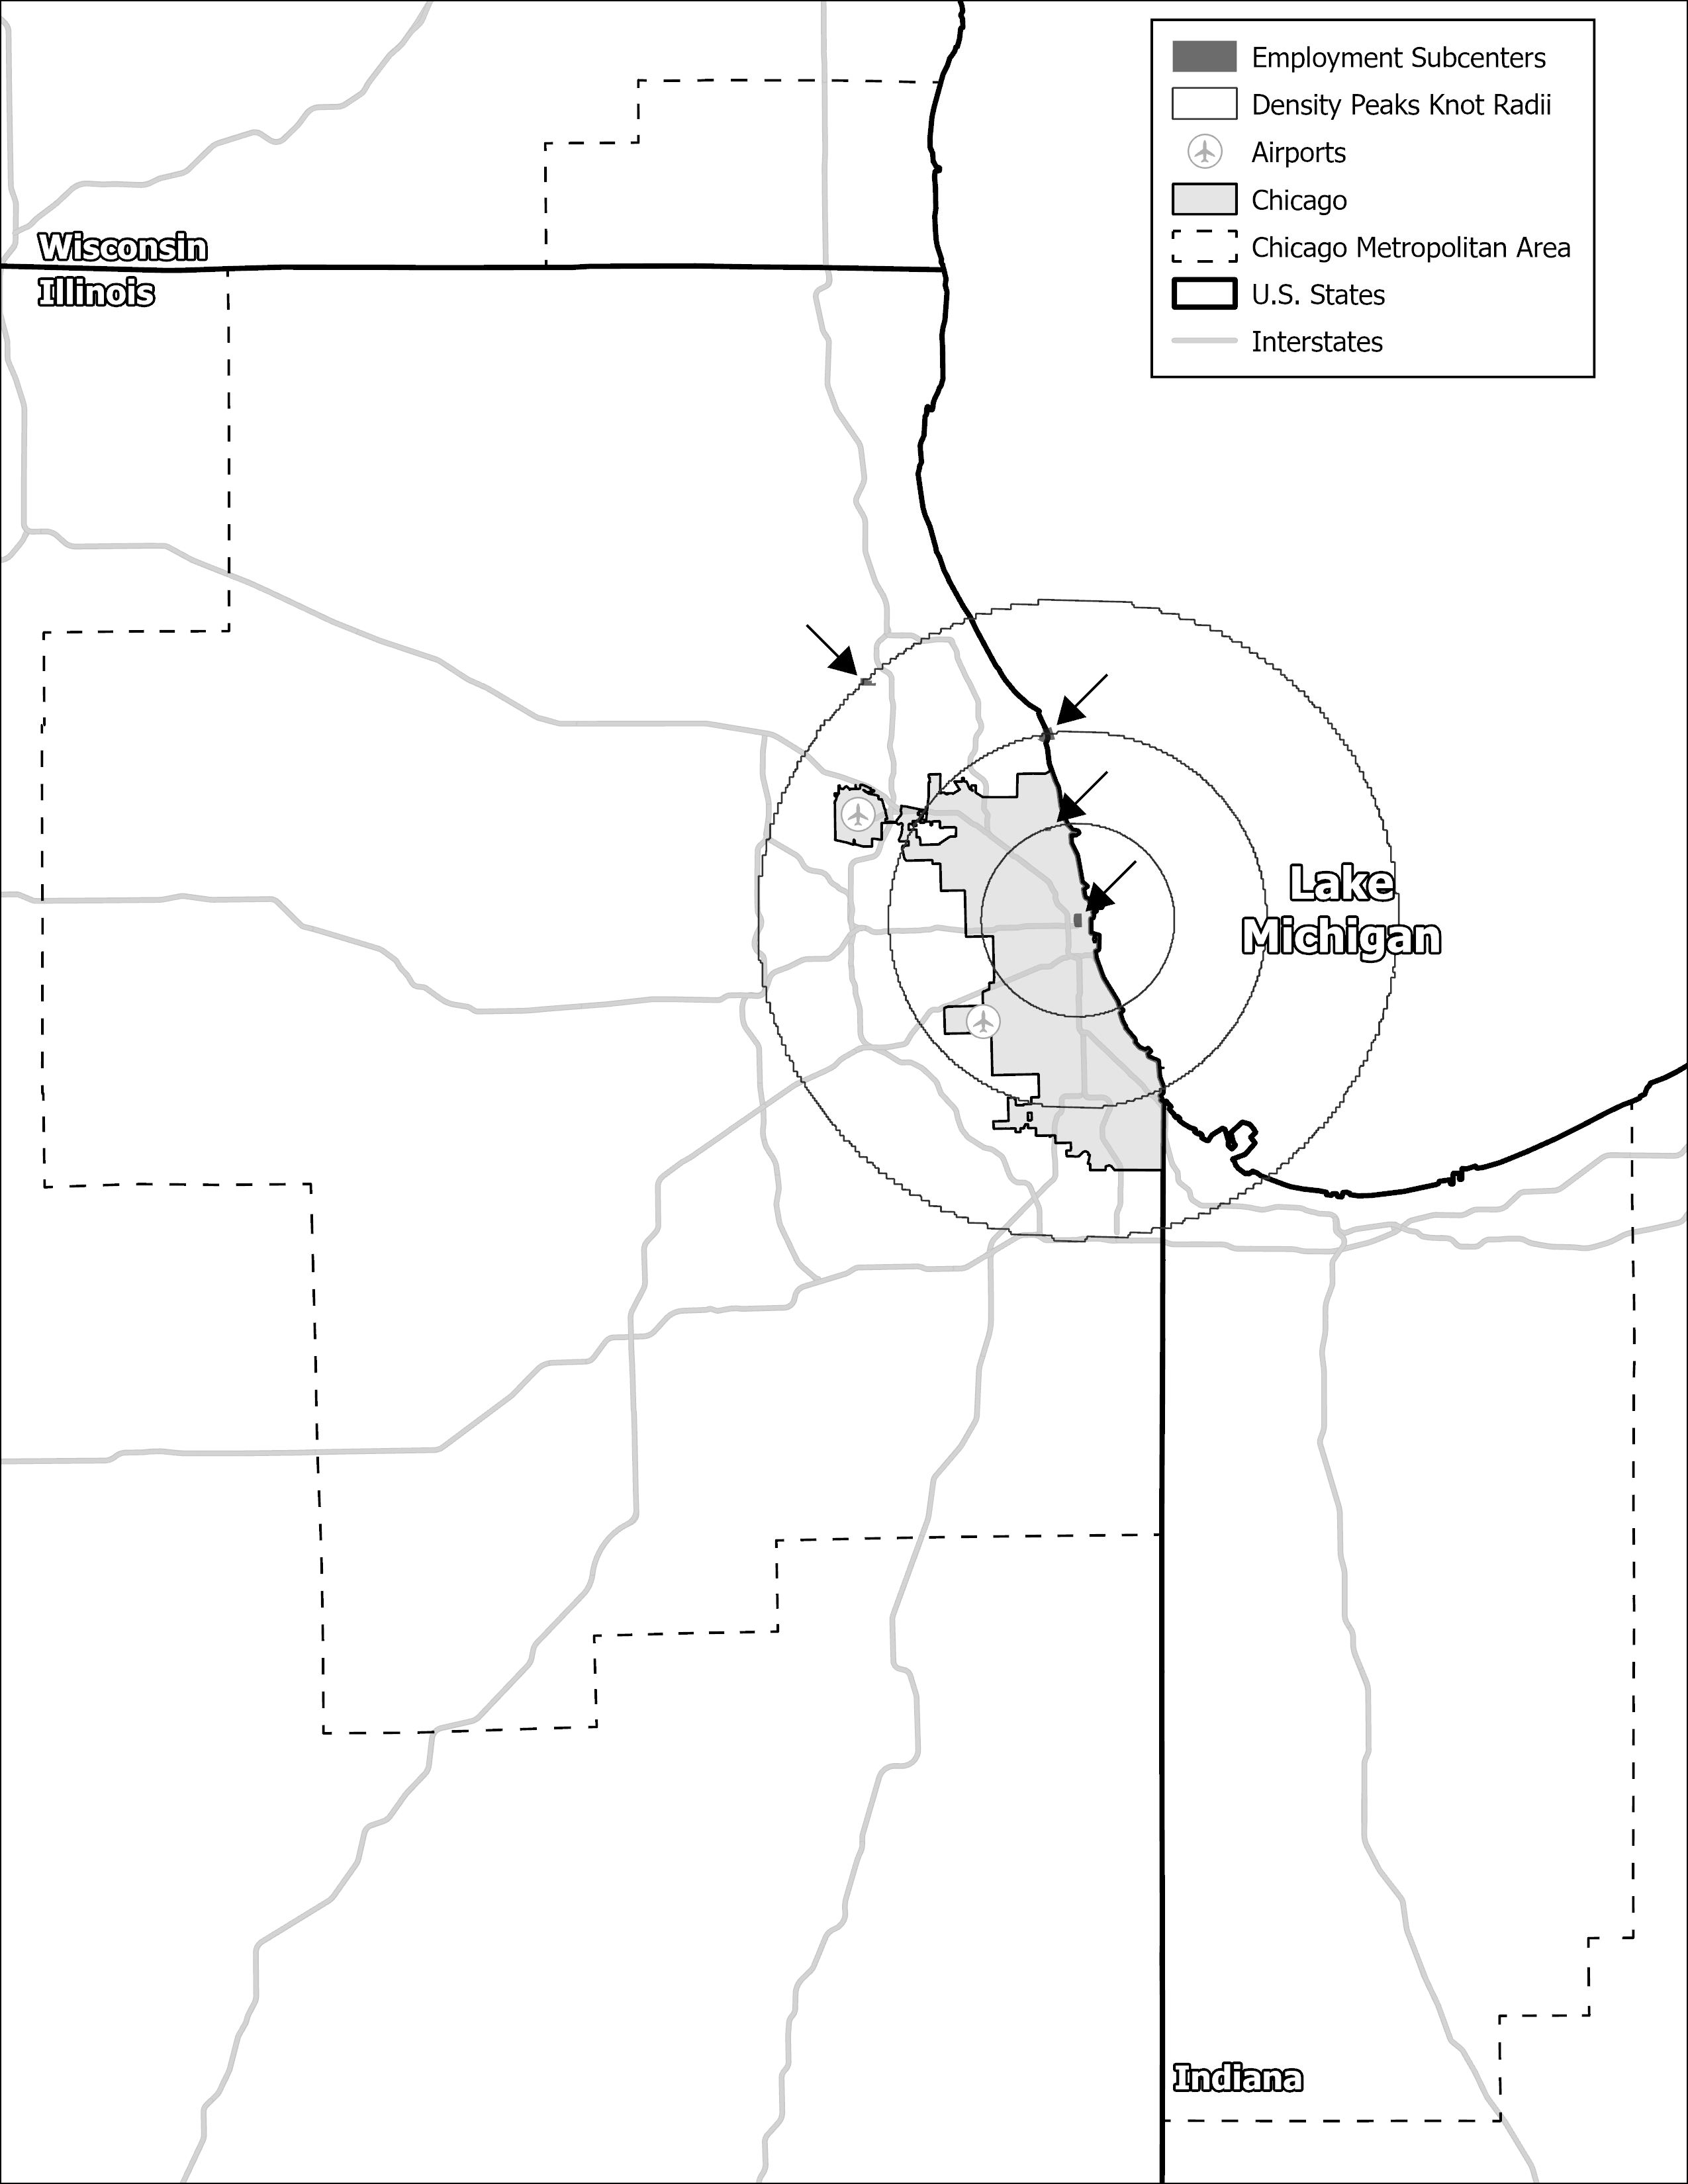 Employment Subcenters
Density Peaks Knot Radii
Airports
Chicago
Chicago Metropolitan Area
U.S. States
Interstates
Wisconsin
Illinois
Lake
Michigan
Indiana